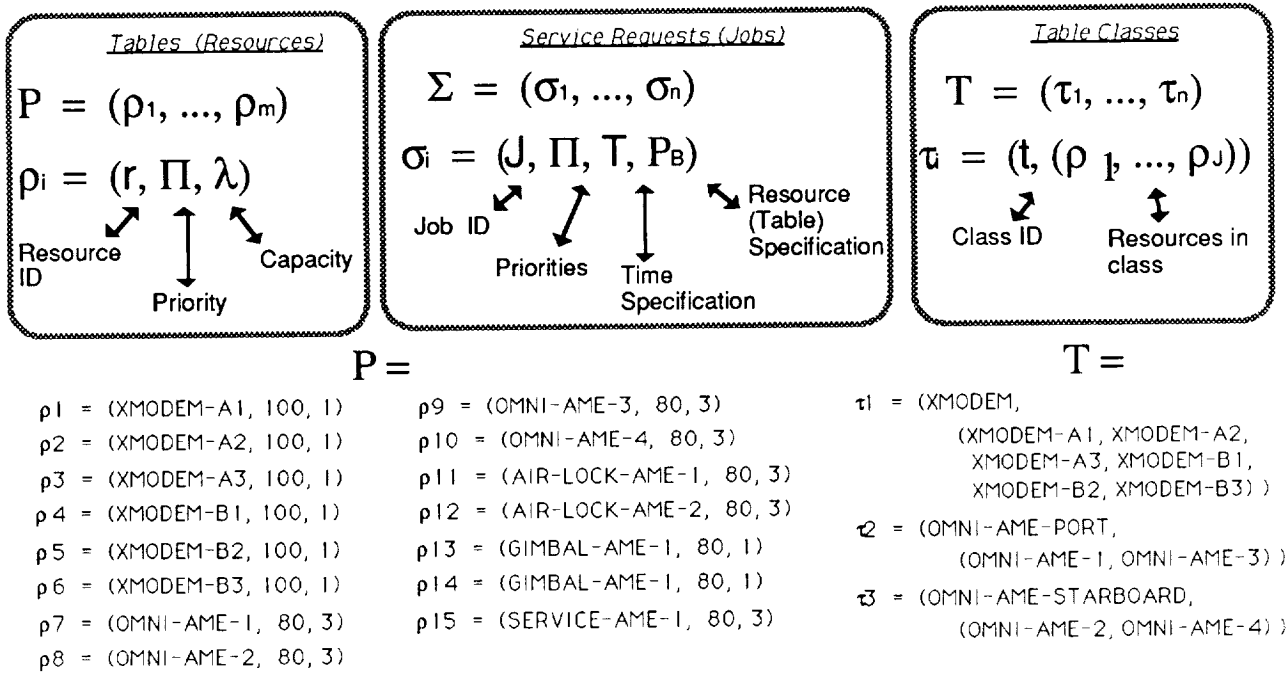 Tables (Resources)
P = (ρ1, ..., ρm)
ρi = (r, Π, λ)
Resource ID
Priority
Capacity
Service Requests (Jobs)
Σ = (σ1, ..., σn)
σi = (J, Π, T, PB)
Job ID
Priorities
Time Specification
Resource (Table) Specification
Table Classes
T = (τ1, ..., τn)
τi = (t, (ρ 1, ..., ρJ))
Class ID
Resources in class
P =
ρ1 = (XMODEM-A1, 100, 1)
ρ2 = (XMODEM-A2, 100, 1)
ρ3 = (XMODEM-A3, 100, 1)
ρ4 = (XMODEM-B1, 100, 1)
ρ5 = (XMODEM-B2, 100, 1)
ρ6 = (XMODEM-B3, 100, 1)
ρ7 = (OMNI-AME-1, 80, 3)
ρ8 = (OMNI-AME-2, 80, 3)
ρ9 = (OMNI-AME-3, 80, 3)
ρ10 = (OMNI-AME-4, 80, 3)
ρ11 = (AIR-LOCK-AME-1, 80, 3)
ρ12 = (AIR-LOCK-AME-2, 80, 3)
ρ13 = (GIMBAL-AME-1, 80, 1)
ρ14 = (GIMBAL-AME-1, 80, 1)
ρ15 = (SERVICE-AME-1, 80, 3)
T =
τ1 = (XMODEM,
(XMODEM-A1, XMODEM-A2,
XMODEM-A3, XMODEM-B1,
XMODEM-B2, XMODEM-B3) )
τ2 = (OMNI-AME-PORT,
(OMNI-AME-1, OMNI-AME-3) )
τ3 = (OMNI-AME-STARBOARD,
(OMNI-AME-2, OMNI-AME-4) )